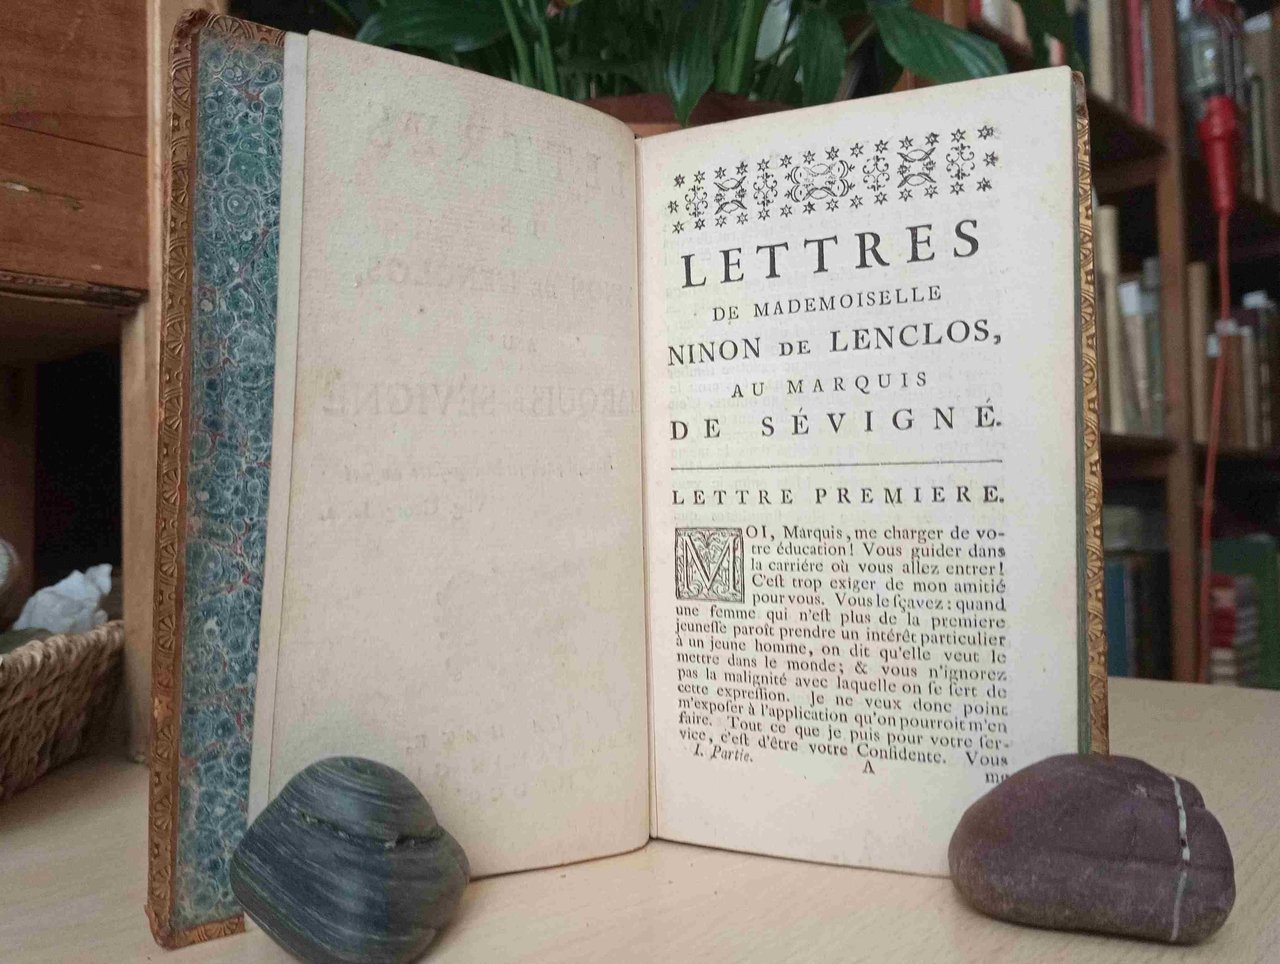 LETTRES
DE MADEMOISELLE
NINON DE LENCLOS,
AU MARQUIS
DE SÉVIGNÉ.
LETTRE PREMIERE.
MOI, Marquis, me charger de vo-
tre éducation! Vous guider dans
la carriére où vous allez entrer!
C'eſt trop exiger de mon amitié
pour vous. Vous le ſçavez: quand
une femme qui n'eſt plus de la premiere
jeuneſſe paroît prendre un intérêt particulier
à un jeune homme, on dit qu'elle veut le
mettre dans le monde; & vous n'ignorez
pas la malignité avec laquelle on ſe ſert de
cette expreſſion. Je ne veux donc point
m'expoſer à l'application qu'on pourroit m'en
faire. Tout ce que je puis pour votre ſer-
vice, c'eſt d'être votre Confidente. Vous
I. Partie. A